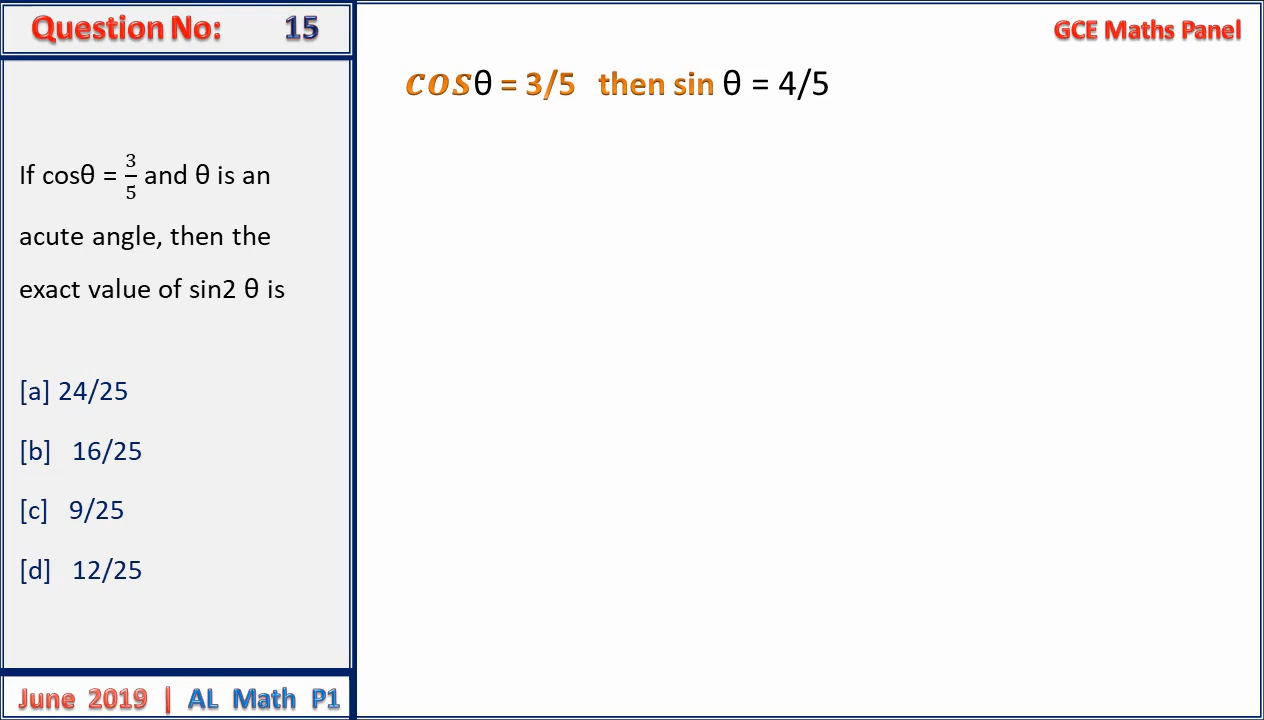 Question No: 15
GCE Maths Panel
cosθ = 3/5 then sin θ = 4/5
If cosθ = 3/5 and θ is an
acute angle, then the
exact value of sin2 θ is
[a] 24/25
[b] 16/25
[c] 9/25
[d] 12/25
June 2019 | AL Math P1